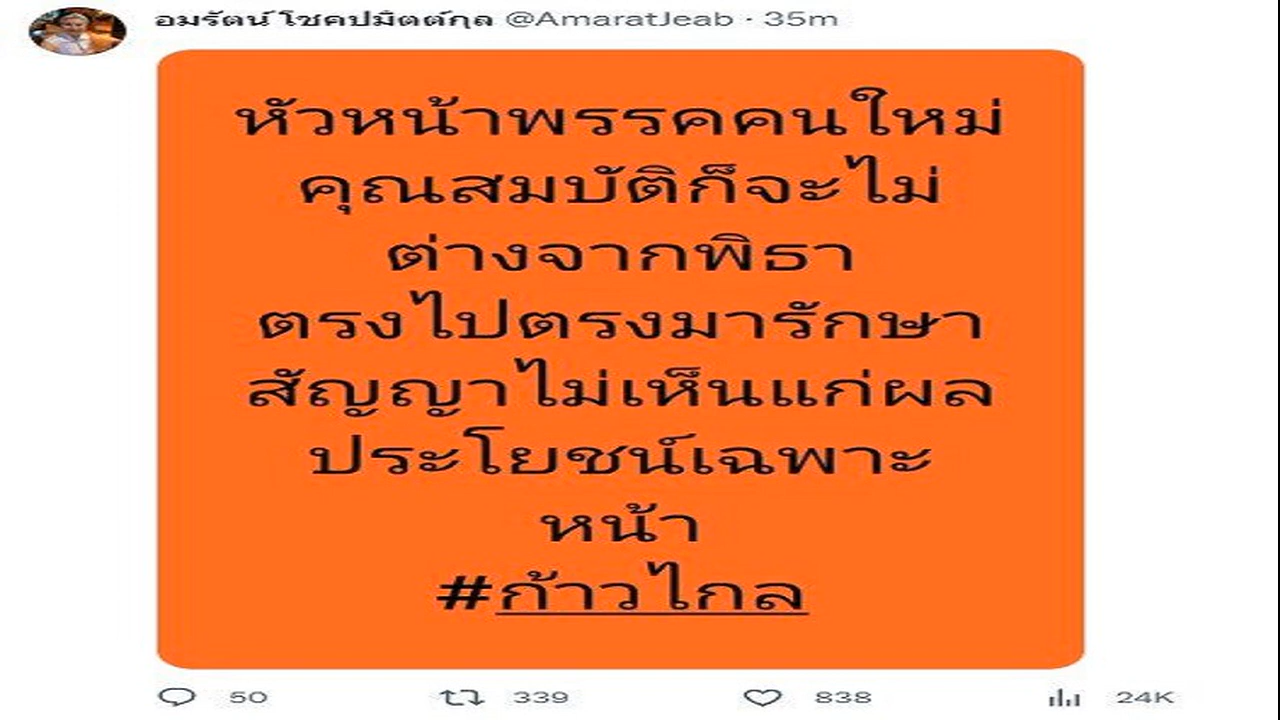 อมรัตน์ โชคปมิตต์กุล @AmaratJeab · 35m
หัวหน้าพรรคคนใหม่
คุณสมบัติก็จะไม่
ต่างจากพิธา
ตรงไปตรงมารักษา
สัญญาไม่เห็นแก่ผล
ประโยชน์เฉพาะ
หน้า
#ก้าวไกล
50 339 838 24K